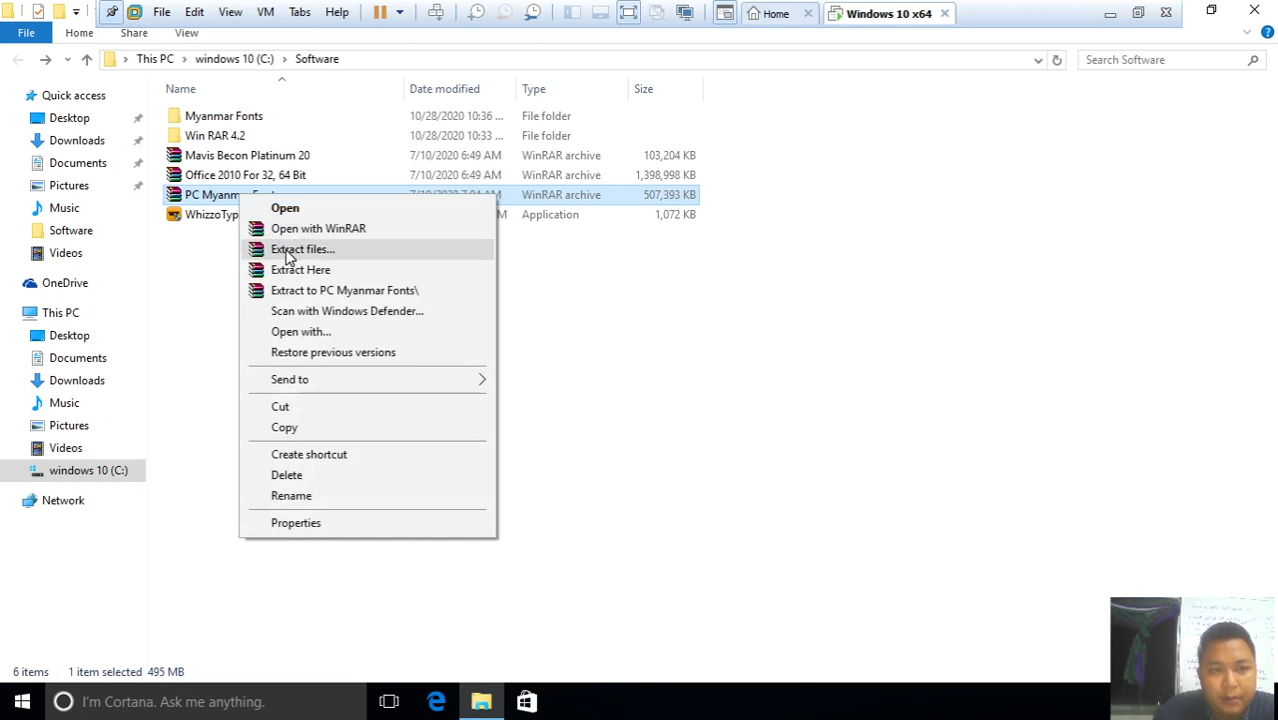 File Edit View VM Tabs Help Home Windows 10 x64
File Home Share View
This PC windows 10 (C:) Software Search Software
Name Date modified Type Size
Quick access
Desktop
Downloads
Documents
Pictures
Music
Software
Videos
OneDrive
This PC
Desktop
Documents
Downloads
Music
Pictures
Videos
windows 10 (C:)
Network
Myanmar Fonts 10/28/2020 10:36 ... File folder
Win RAR 4.2 10/28/2020 10:33 ... File folder
Mavis Becon Platinum 20 7/10/2020 6:49 AM WinRAR archive 103,204 KB
Office 2010 For 32, 64 Bit 7/10/2020 6:49 AM WinRAR archive 1,398,998 KB
PC Myanmar WinRAR archive 507,393 KB
WhizzoTyp M Application 1,072 KB
Open
Open with WinRAR
Extract files...
Extract Here
Extract to PC Myanmar Fonts\
Scan with Windows Defender...
Open with...
Restore previous versions
Send to
Cut
Copy
Create shortcut
Delete
Rename
Properties
6 items 1 item selected 495 MB
I'm Cortana. Ask me anything.